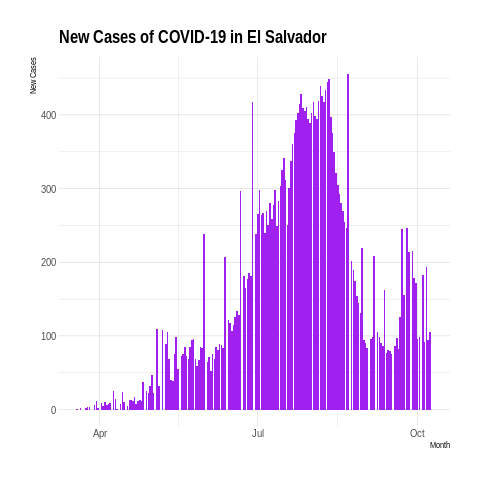 New Cases of COVID-19 in El Salvador
New Cases
400
300
200
100
0
Apr
Jul
Oct
Month